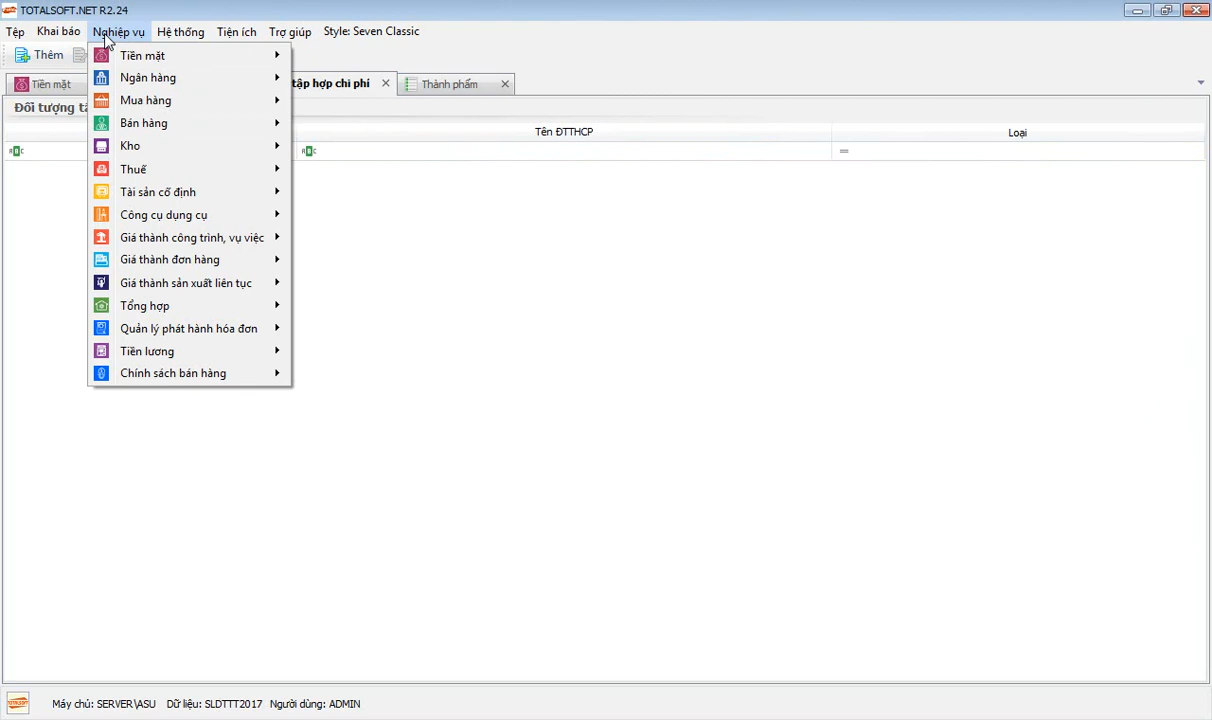 TOTALSOFT.NET R2.24
Tệp Khai báo Nghiệp vụ Hệ thống Tiện ích Trợ giúp Style: Seven Classic
Thêm
Tiền mặt
Ngân hàng
Mua hàng
Bán hàng
Kho
Thuế
Tài sản cố định
Công cụ dụng cụ
Giá thành công trình, vụ việc
Giá thành đơn hàng
Giá thành sản xuất liên tục
Tổng hợp
Quản lý phát hành hóa đơn
Tiền lương
Chính sách bán hàng
Tiền mặt tập hợp chi phí Thành phẩm
Đối tượng
Tên ĐTTHCP Loại
Máy chủ: SERVER\ASU Dữ liệu: SLDTTT2017 Người dùng: ADMIN